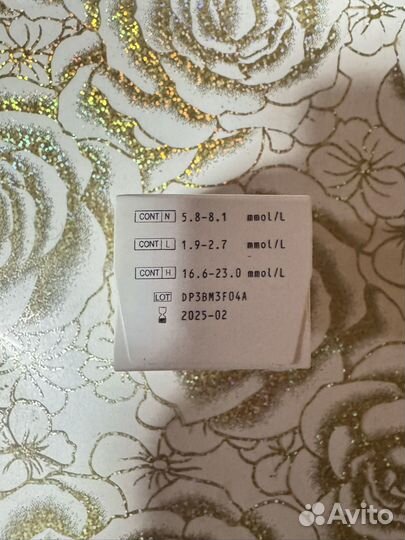 CONT N 5.8-8.1 mmol/L
CONT L 1.9-2.7 mmol/L
CONT H 16.6-23.0 mmol/L
LOT DP3BM3F04A
2025-02
Avito